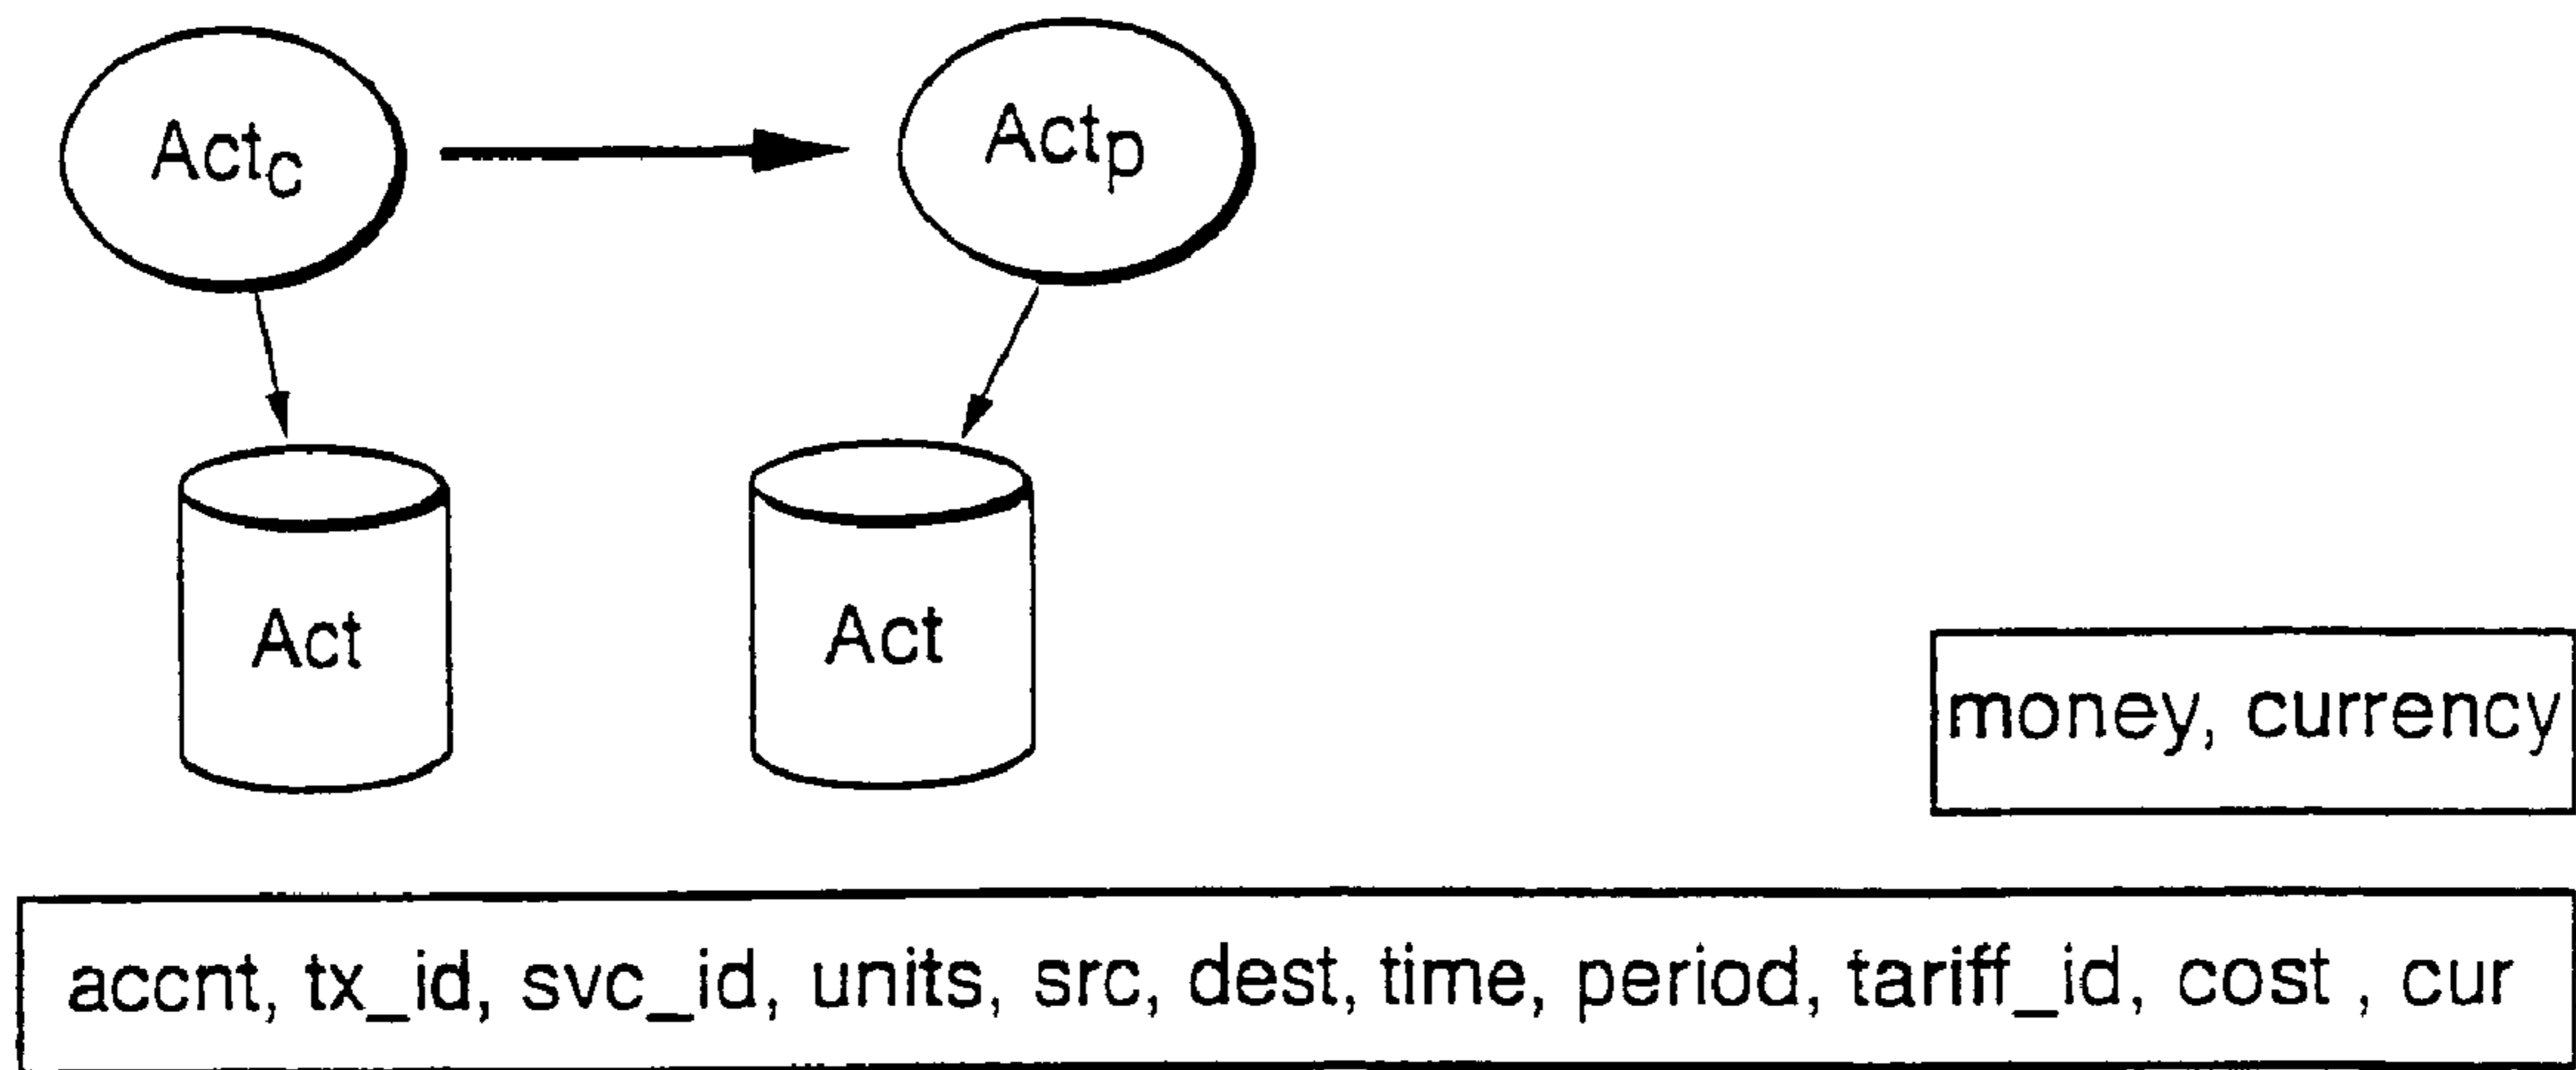 Actc
Actp
Act
Act
money, currency
accnt, tx_id, svc_id, units, src, dest, time, period, tariff_id, cost , cur